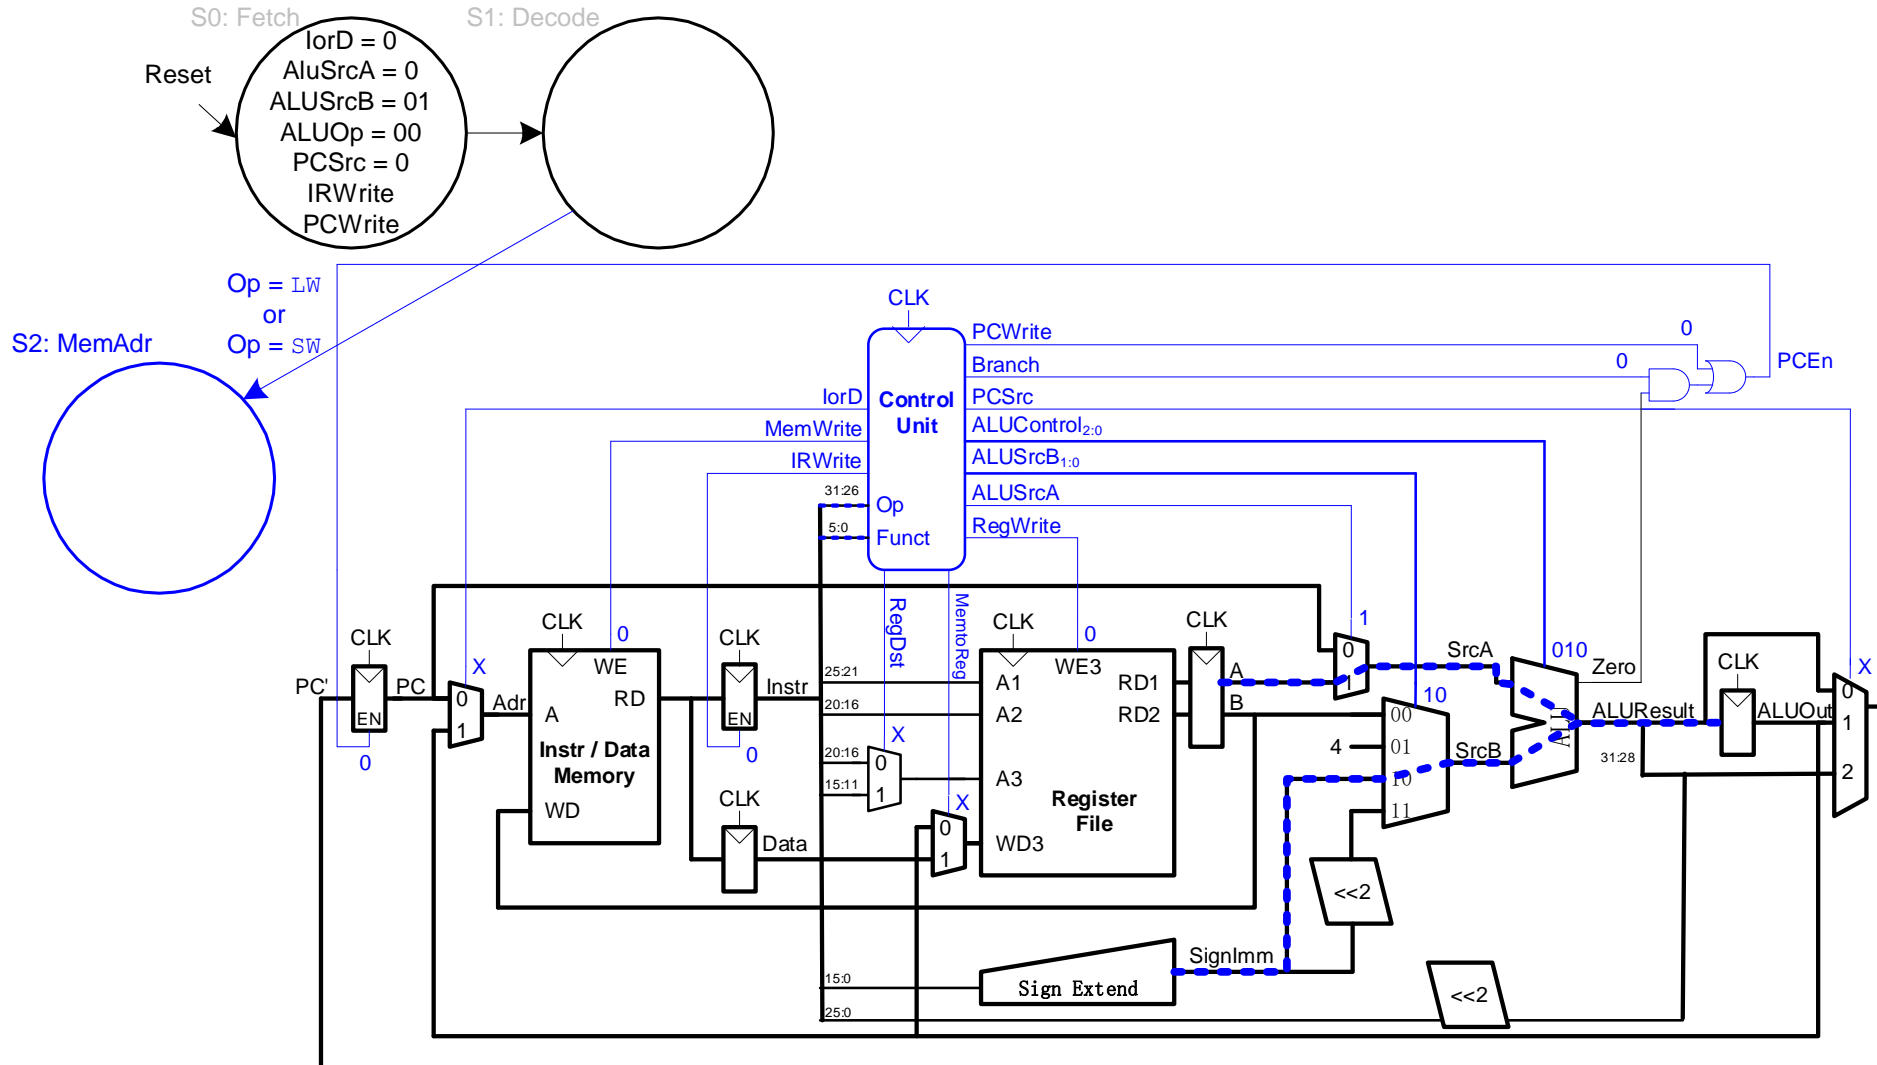 S0: Fetch
S1: Decode
IorD = 0
AluSrcA = 0
ALUSrcB = 01
ALUOp = 00
PCSrc = 0
IRWrite
PCWrite
Reset
Op = LW
or
Op = SW
S2: MemAdr
CLK
PCWrite
0
Branch
0
PCEn
IorD
Control
Unit
PCSrc
MemWrite
ALUControl2:0
IRWrite
ALUSrcB1:0
31:26
Op
ALUSrcA
5:0
Funct
RegWrite
RegDst
MemtoReg
CLK
CLK
CLK
CLK
CLK
0
0
1
X
WE
WE3
0
SrcA
010
Zero
CLK
X
PC'
PC
0
1
Adr
A
RD
Instr
25:21
A1
RD1
A
1
10
0
EN
EN
20:16
A2
RD2
B
00
ALU
ALUResult
ALUOut
1
0
0
Instr / Data
Memory
X
20:16
0
4
01
SrcB
31:28
15:11
1
A3
10
2
WD
CLK
X
Register
File
11
Data
0
1
WD3
<<2
SignImm
15:0
Sign Extend
<<2
25:0